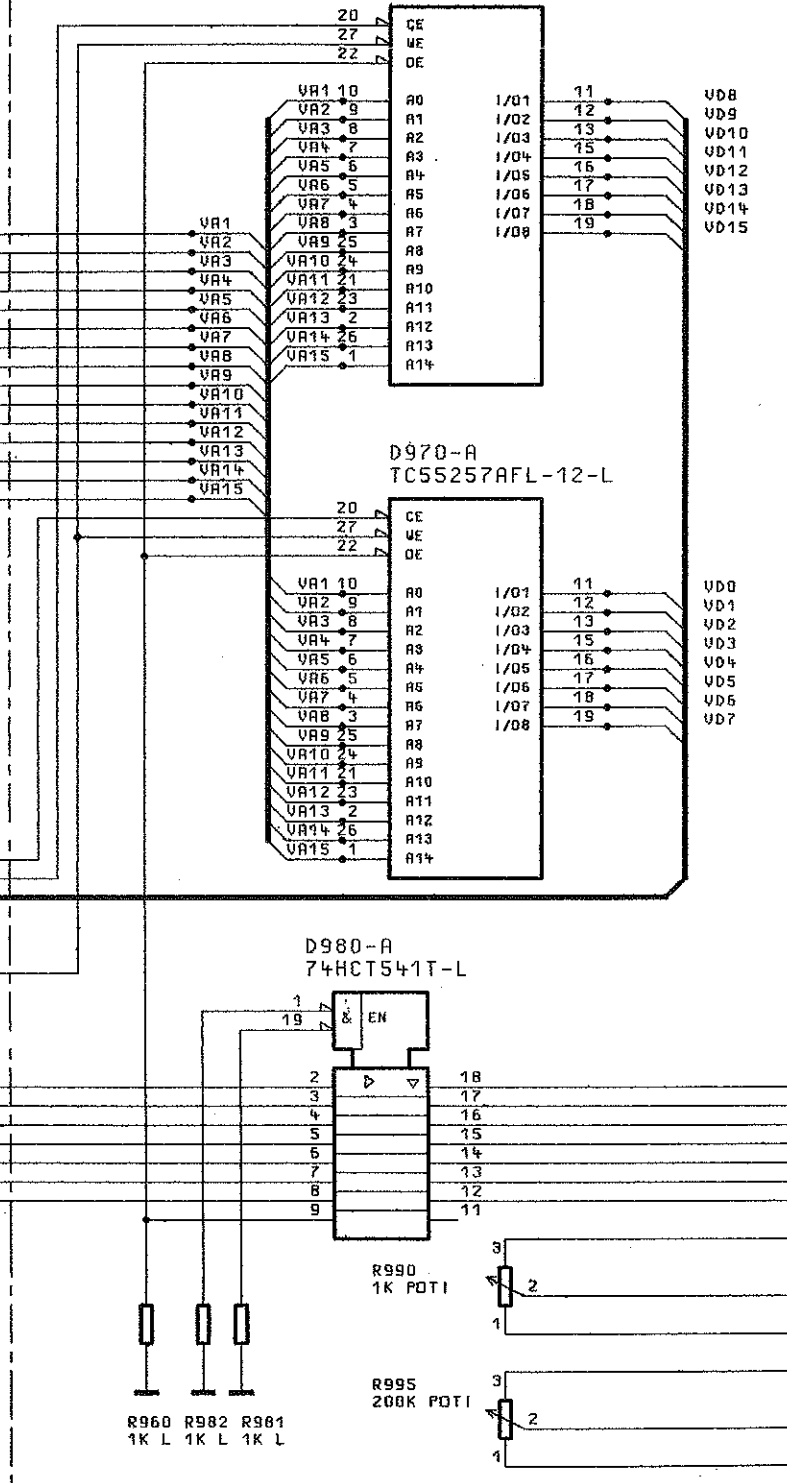 20 CE
27 WE
22 OE
VA1 10 A0 I/O1 11 VD8
VA2 9 A1 I/O2 12 VD9
VA3 8 A2 I/O3 13 VD10
VA4 7 A3 I/O4 15 VD11
VA5 6 A4 I/O5 16 VD12
VA6 5 A5 I/O6 17 VD13
VA7 4 A6 I/O7 18 VD14
VA8 3 A7 I/O8 19 VD15
VA9 25 A8
VA10 24 A9
VA11 21 A10
VA12 23 A11
VA13 2 A12
VA14 26 A13
VA15 1 A14
VA1
VA2
VA3
VA4
VA5
VA6
VA7
VA8
VA9
VA10
VA11
VA12
VA13
VA14
VA15
D970-A
TC55257AFL-12-L
20 CE
27 WE
22 OE
VA1 10 A0 I/O1 11 VD0
VA2 9 A1 I/O2 12 VD1
VA3 8 A2 I/O3 13 VD2
VA4 7 A3 I/O4 15 VD3
VA5 6 A4 I/O5 16 VD4
VA6 5 A5 I/O6 17 VD5
VA7 4 A6 I/O7 18 VD6
VA8 3 A7 I/O8 19 VD7
VA9 25 A8
VA10 24 A9
VA11 21 A10
VA12 23 A11
VA13 2 A12
VA14 26 A13
VA15 1 A14
D980-A
74HCT541T-L
1 & EN
19
2 18
3 17
4 16
5 15
6 14
7 13
8 12
9 11
R990
1K POTI
3
2
1
R995
200K POTI
3
2
1
R960 R982 R981
1K L 1K L 1K L